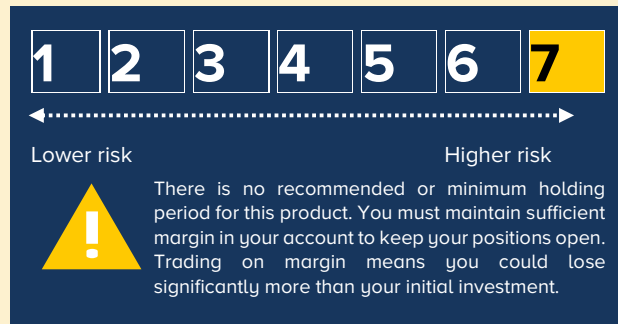 1 2 3 4 5 6 7
Lower risk Higher risk
There is no recommended or minimum holding
period for this product. You must maintain sufficient
margin in your account to keep your positions open.
Trading on margin means you could lose
significantly more than your initial investment.